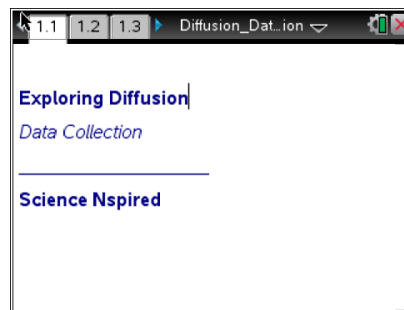 1.1 1.2 1.3 Diffusion_Dat...ion
Exploring Diffusion
Data Collection
Science Nspired